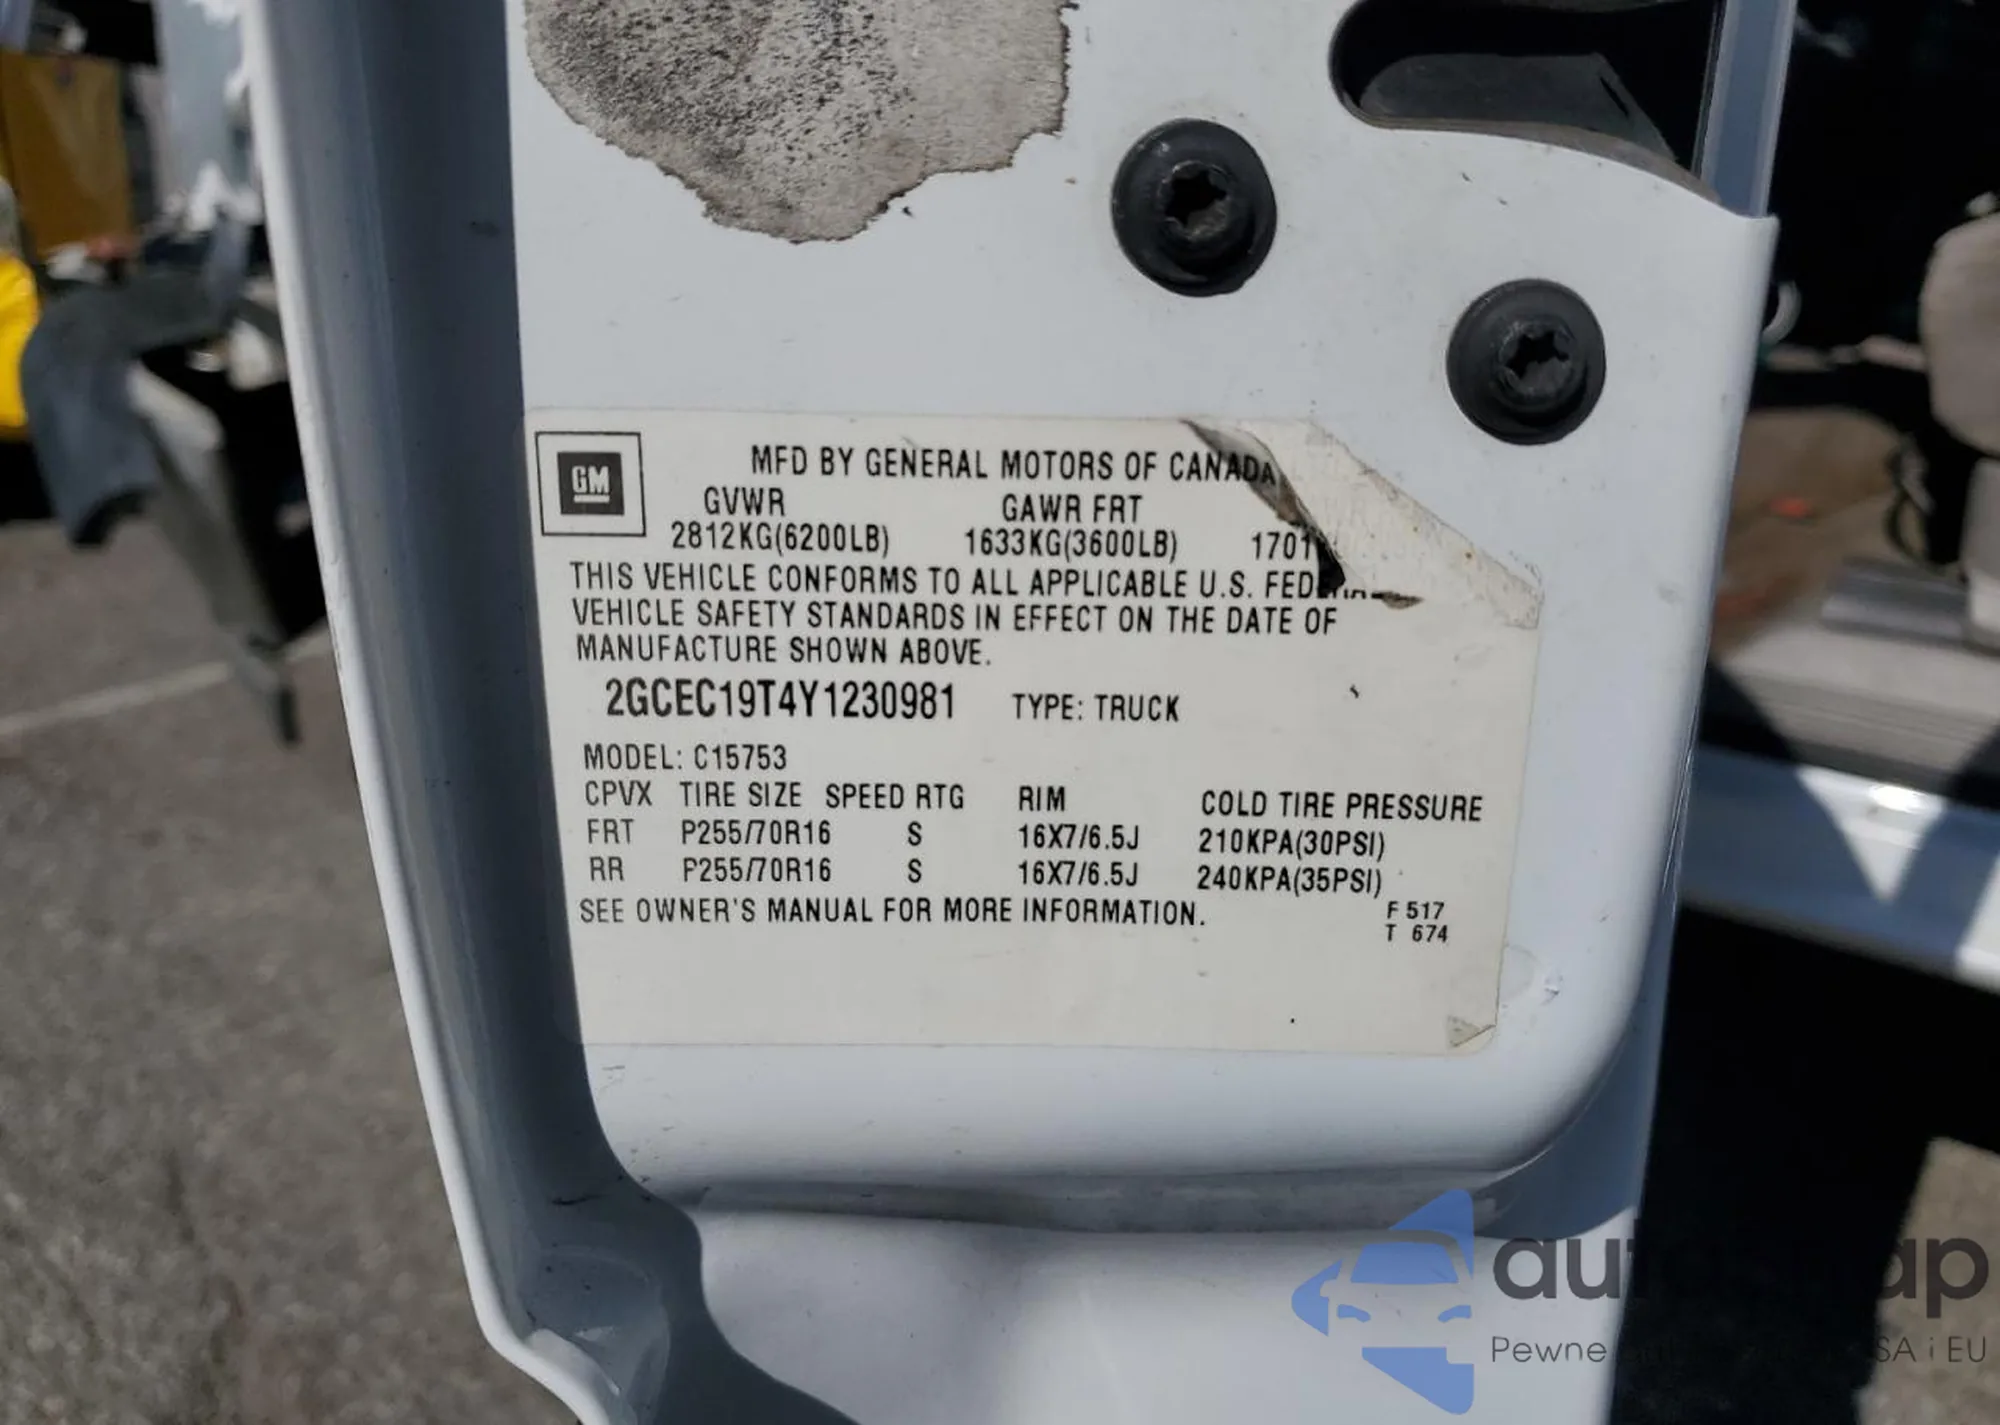 GM
MFD BY GENERAL MOTORS OF CANADA
GVWR GAWR FRT
2812KG(6200LB) 1633KG(3600LB) 1701
THIS VEHICLE CONFORMS TO ALL APPLICABLE U.S.
VEHICLE SAFETY STANDARDS IN EFFECT ON THE DATE OF
MANUFACTURE SHOWN ABOVE.
2GCEC19T4Y1230981 TYPE: TRUCK
MODEL: C15753
CPVX TIRE SIZE SPEED RTG RIM COLD TIRE PRESSURE
FRT P255/70R16 S 16X7/6.5J 210KPA(30PSI)
RR P255/70R16 S 16X7/6.5J 240KPA(35PSI)
SEE OWNER'S MANUAL FOR MORE INFORMATION.
F 517
T 674
Pewne i EU